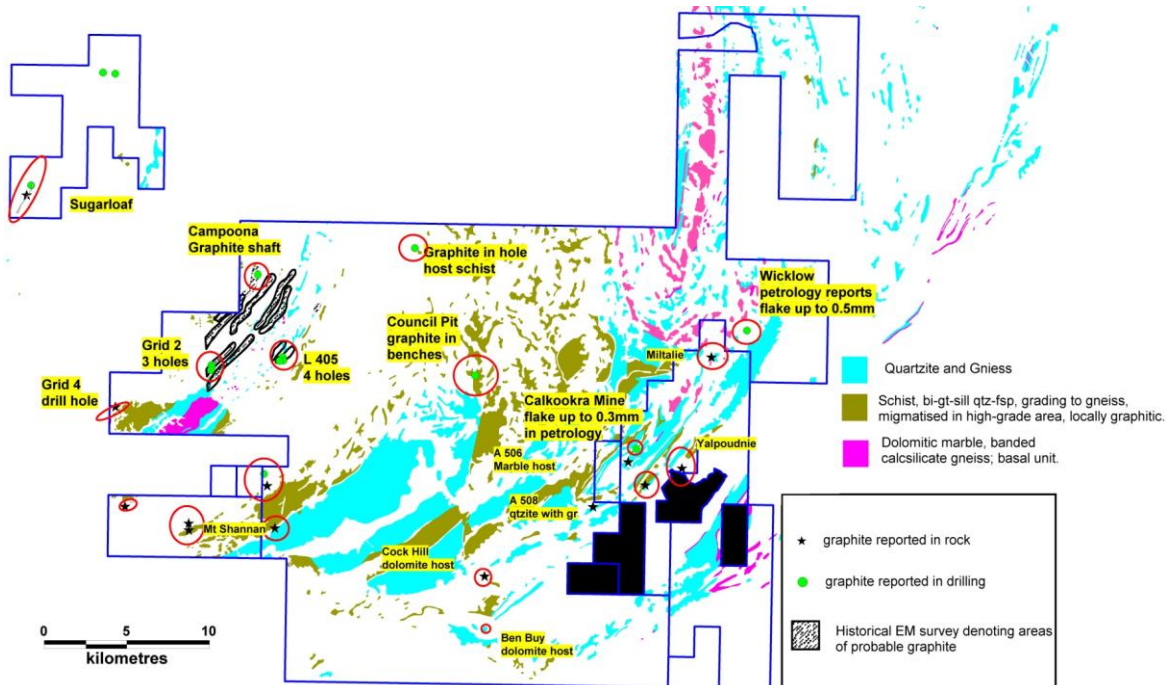 Sugarloaf
Campoona
Graphite shaft
Graphite in hole
host schist
Wicklow
petrology reports
flake up to 0.5mm
Council Pit
graphite in
benches
Grid 2
3 holes
L 405
4 holes
Miltalie
Grid 4
drill hole
Calkookra Mine
flake up to 0.3mm
in petrology
Quartzite and Gniess
Schist, bi-gt-sill qtz-fsp, grading to gneiss,
migmatised in high-grade area, locally graphitic.
Dolomitic marble, banded
calcsilicate gneiss; basal unit.
Yalpoudnie
A 506
Marble host
A 508
qtzite with gr
Mt Shannan
Cock Hill
dolomite host
Ben Buy
dolomite host
graphite reported in rock
graphite reported in drilling
Historical EM survey denoting areas
of probable graphite
0 5 10
kilometres